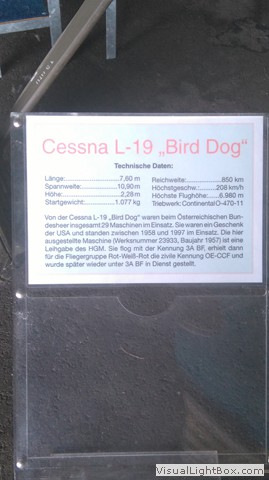 Cessna L-19 „Bird Dog“
Technische Daten:
Länge:..............................7,60 m
Spannweite:....................10,90 m
Höhe:...............................2,28 m
Startgewicht:...................1.077 kg
Reichweite:........................850 km
Höchstgeschw.:...............208 km/h
Höchste Flughöhe:...........6.980 m
Triebwerk: Continental O-470-11
Von der Cessna L-19 „Bird Dog“ waren beim Österreichischen Bun-
desheer insgesamt 29 Maschinen im Einsatz. Sie waren ein Geschenk
der USA und standen zwischen 1958 und 1997 im Einsatz. Die hier
ausgestellte Maschine (Werksnummer 23933, Baujahr 1957) ist eine
Leihgabe des HGM. Sie flog mit der Kennung 3A BF, erhielt dann
für die Fliegergruppe Rot-Weiß-Rot die zivile Kennung OE-CCF und
wurde später wieder unter 3A BF in Dienst gestellt.
created by
VisualLightBox.com